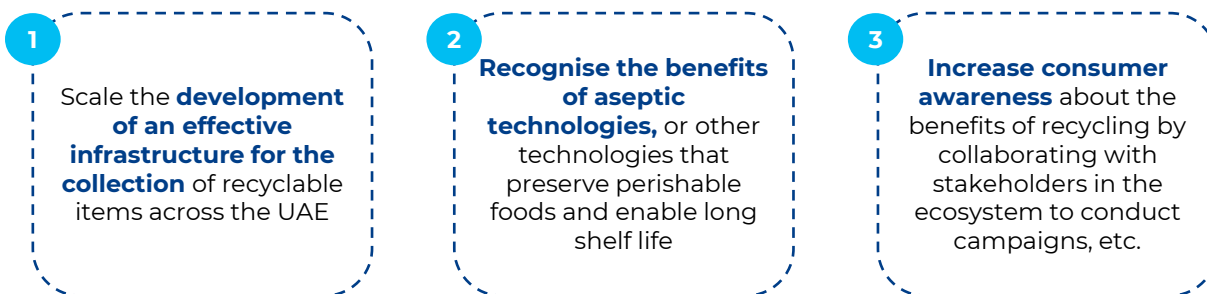 1
Scale the development
of an effective
infrastructure for the
collection of recyclable
items across the UAE
2
Recognise the benefits
of aseptic
technologies, or other
technologies that
preserve perishable
foods and enable long
shelf life
3
Increase consumer
awareness about the
benefits of recycling by
collaborating with
stakeholders in the
ecosystem to conduct
campaigns, etc.